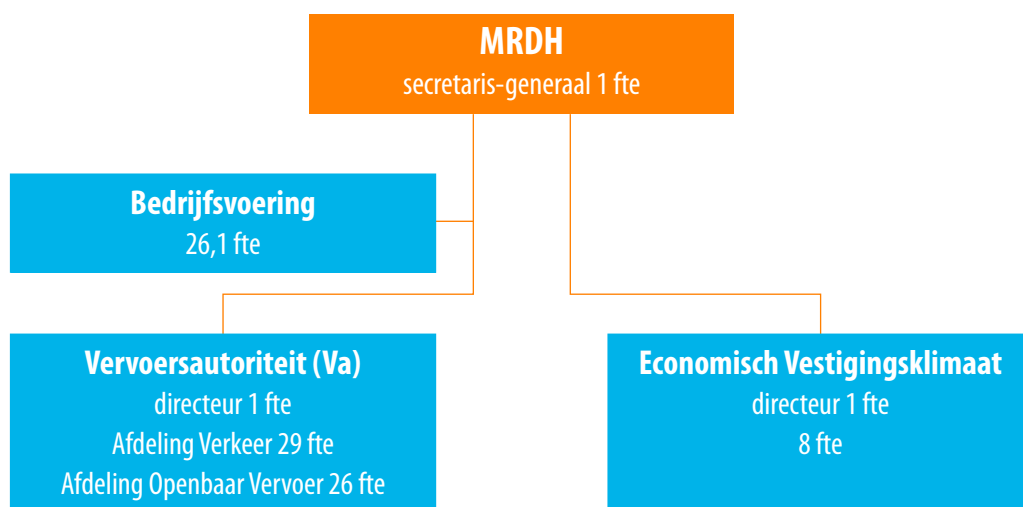 MRDH
secretaris-generaal 1 fte
Bedrijfsvoering
26,1 fte
Vervoersautoriteit (Va)
directeur 1 fte
Afdeling Verkeer 29 fte
Afdeling Openbaar Vervoer 26 fte
Economisch Vestigingsklimaat
directeur 1 fte
8 fte